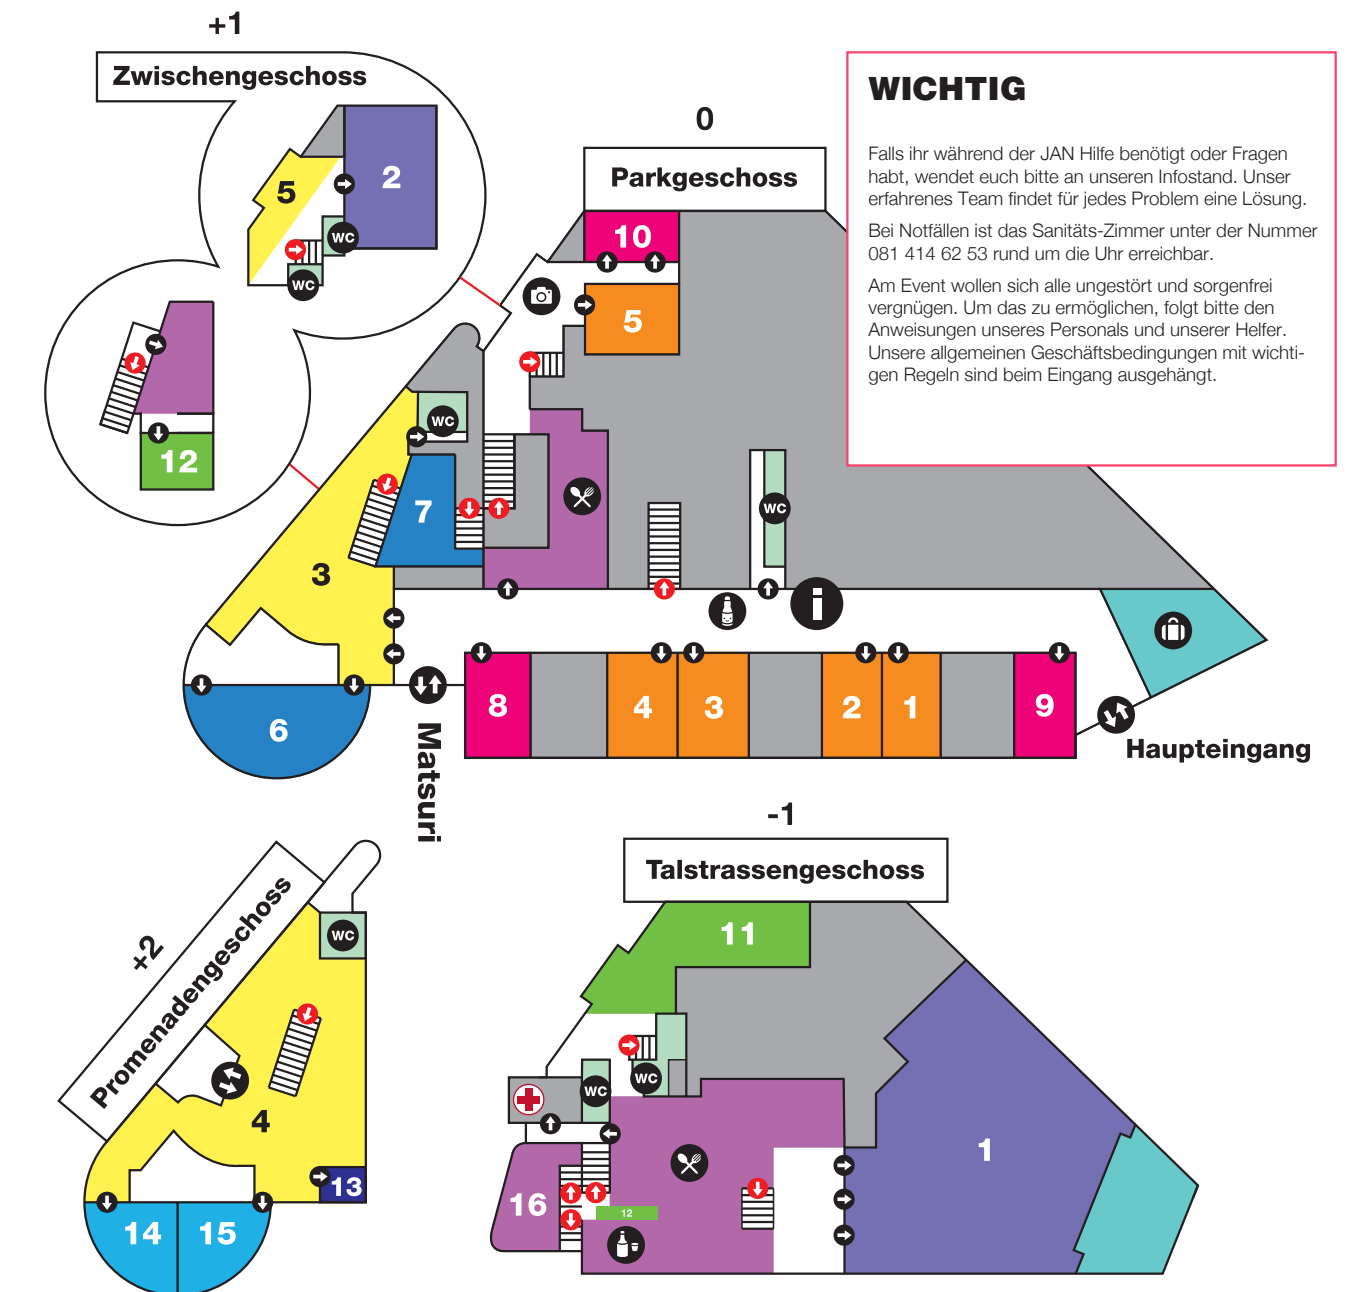 +1
Zwischengeschoss
5
2
WC
WC
12
0
Parkgeschoss
10
5
WC
7
3
WC
i
6
8
4
3
2
1
9
Matsuri
Haupteingang
WICHTIG
Falls ihr während der JAN Hilfe benötigt oder Fragen
habt, wendet euch bitte an unseren Infostand. Unser
erfahrenes Team findet für jedes Problem eine Lösung.
Bei Notfällen ist das Sanitäts-Zimmer unter der Nummer
081 414 62 53 rund um die Uhr erreichbar.
Am Event wollen sich alle ungestört und sorgenfrei
vergnügen. Um das zu ermöglichen, folgt bitte den
Anweisungen unseres Personals und unserer Helfer.
Unsere allgemeinen Geschäftsbedingungen mit wichti-
gen Regeln sind beim Eingang ausgehängt.
+2
Promenadengeschoss
WC
4
13
14
15
-1
Talstrassengeschoss
11
WC
WC
1
16
12